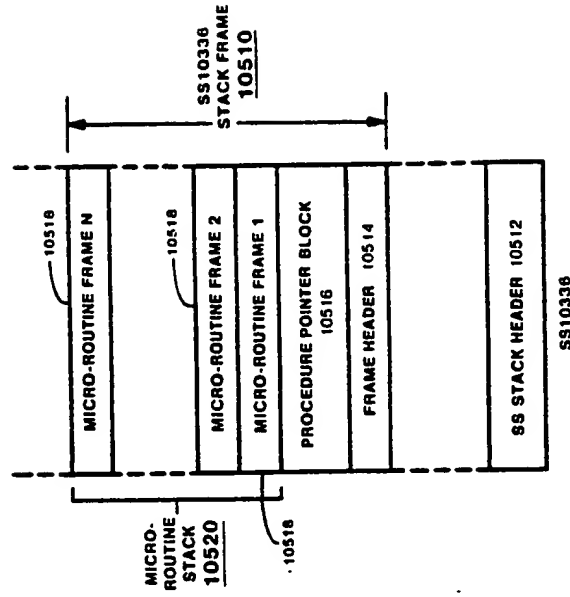 10518
MICRO-ROUTINE FRAME N
10518
MICRO-ROUTINE FRAME 2
MICRO-ROUTINE FRAME 1
PROCEDURE POINTER BLOCK
10516
FRAME HEADER 10514
SS STACK HEADER 10512
SS10336
MICRO-
ROUTINE
STACK
10520
10518
SS10336
STACK FRAME
10510